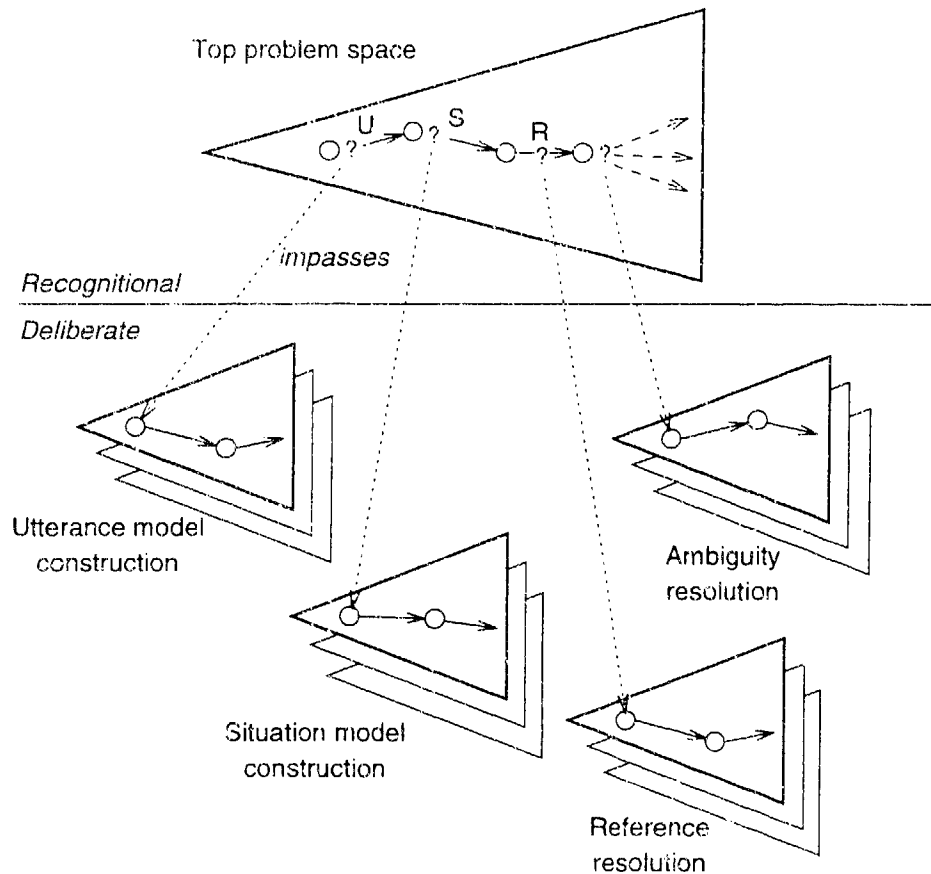 Top problem space
U
S
R
?
?
?
?
impasses
Recognitional
Deliberate
Utterance model
construction
Ambiguity
resolution
Situation model
construction
Reference
resolution